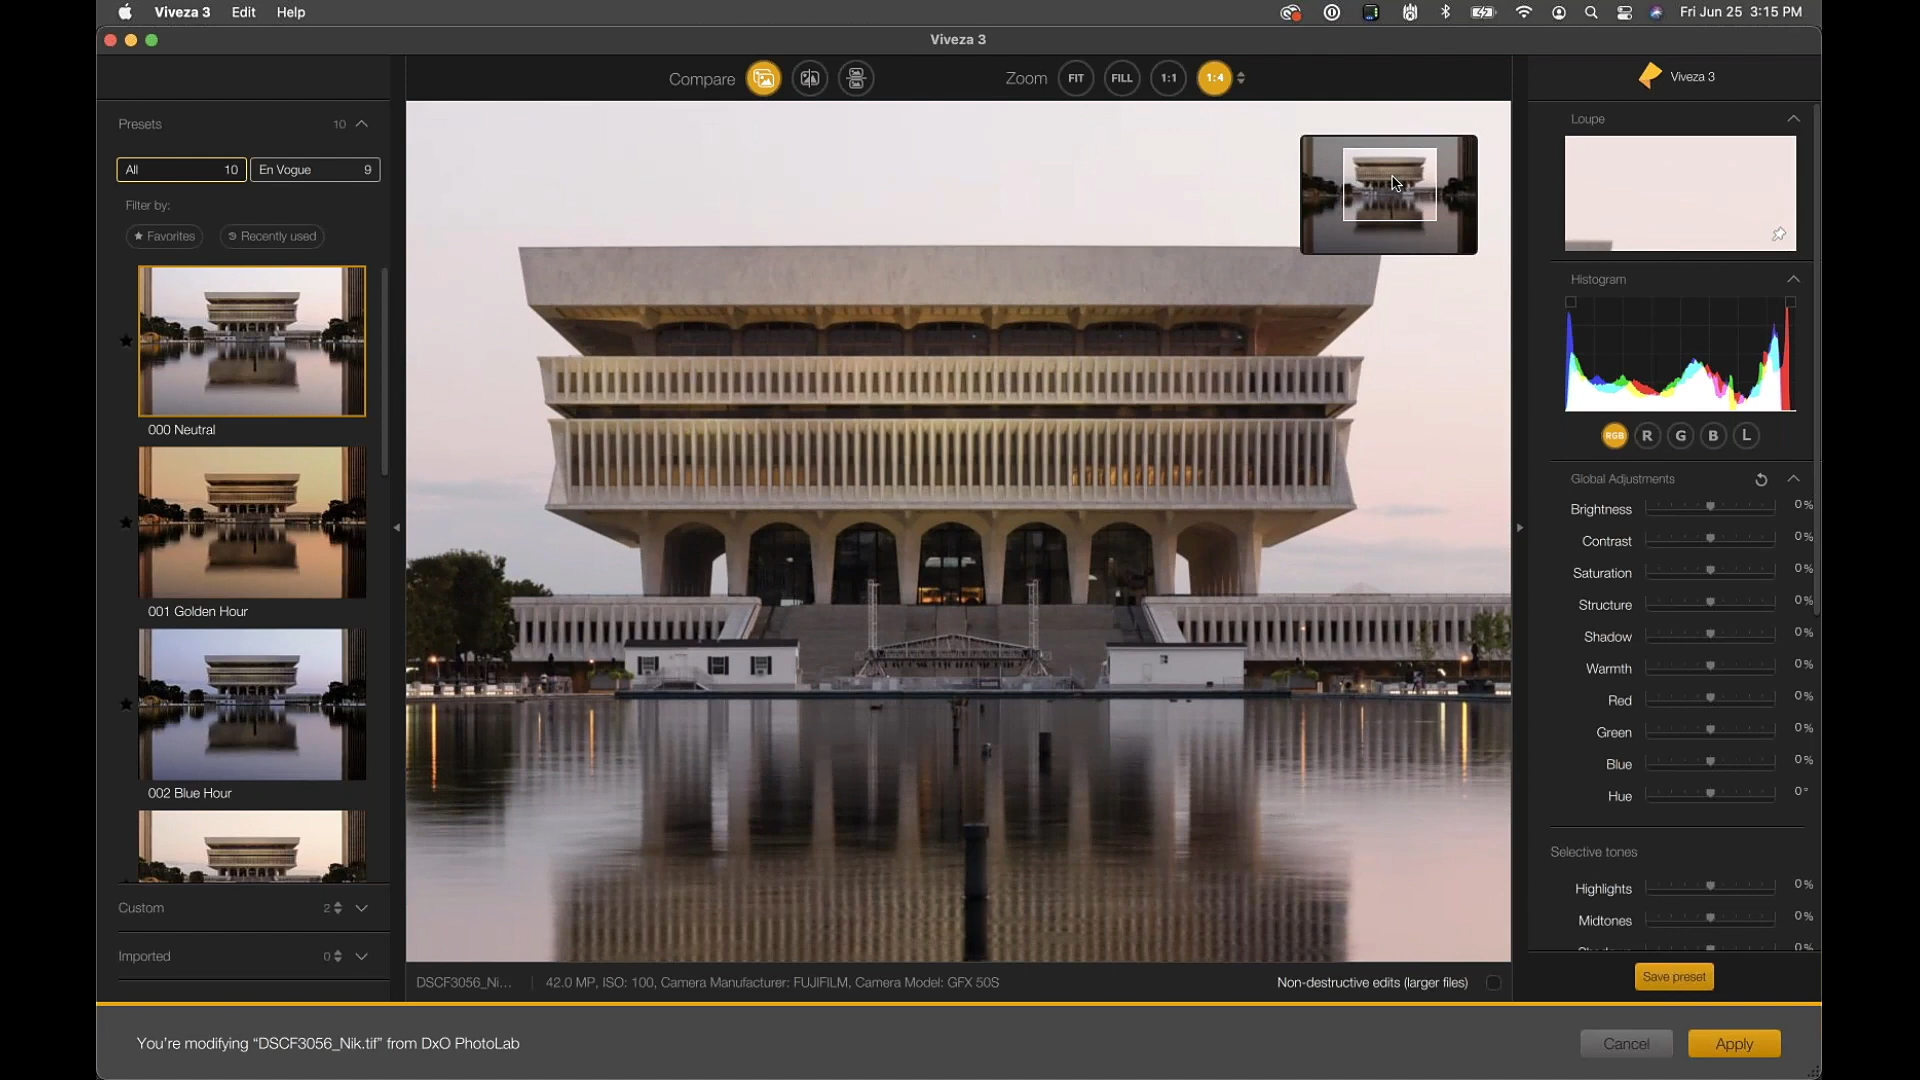 Viveza 3 Edit Help
Fri Jun 25 3:15 PM
Viveza 3
Compare
Zoom FIT FILL 1:1 1:4
Viveza 3
Presets 10
All 10 En Vogue 9
Filter by:
Favorites Recently used
000 Neutral
001 Golden Hour
002 Blue Hour
Custom 2
Imported 0
Loupe
Histogram
RGB R G B L
Global Adjustments
Brightness 0%
Contrast 0%
Saturation 0%
Structure 0%
Shadow 0%
Warmth 0%
Red 0%
Green 0%
Blue 0%
Hue 0°
Selective tones
Highlights 0%
Midtones 0%
Shadows 0%
Save preset
DSCF3056_Ni... 42.0 MP, ISO: 100, Camera Manufacturer: FUJIFILM, Camera Model: GFX 50S
Non-destructive edits (larger files)
You're modifying “DSCF3056_Nik.tif” from DxO PhotoLab
Cancel Apply